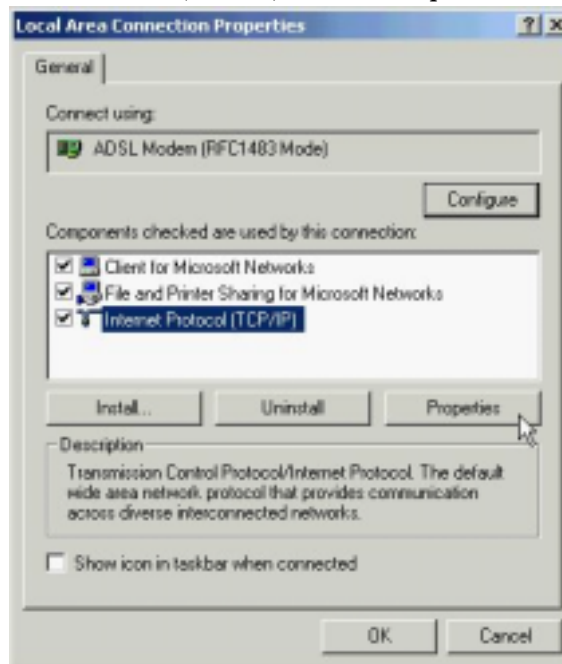 Local Area Connection Properties
General
Connect using:
ADSL Modem (RFC1483 Mode)
Configure
Components checked are used by this connection:
Client for Microsoft Networks
File and Printer Sharing for Microsoft Networks
Internet Protocol (TCP/IP)
Install... Uninstall Properties
Description
Transmission Control Protocol/Internet Protocol. The default
wide area network protocol that provides communication
across diverse interconnected networks.
Show icon in taskbar when connected
OK Cancel